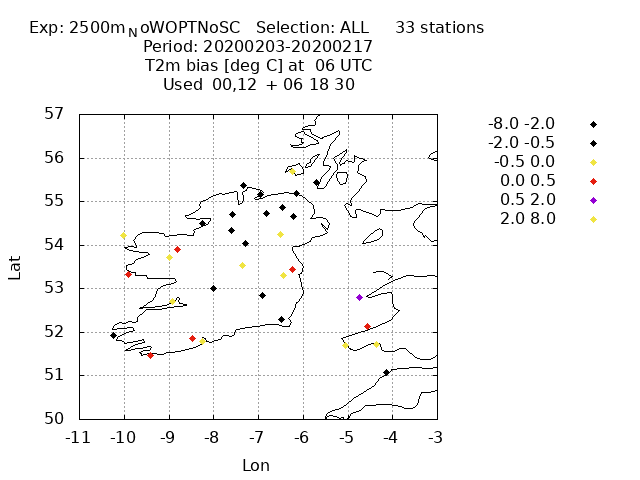 Exp: 2500mNoWOPTNoSC Selection: ALL 33 stations
Period: 20200203-20200217
T2m bias [deg C] at 06 UTC
Used 00,12 + 06 18 30
57
56
55
54
53
52
51
50
-11 -10 -9 -8 -7 -6 -5 -4 -3
Lat
Lon
-8.0 -2.0
-2.0 -0.5
-0.5 0.0
0.0 0.5
0.5 2.0
2.0 8.0